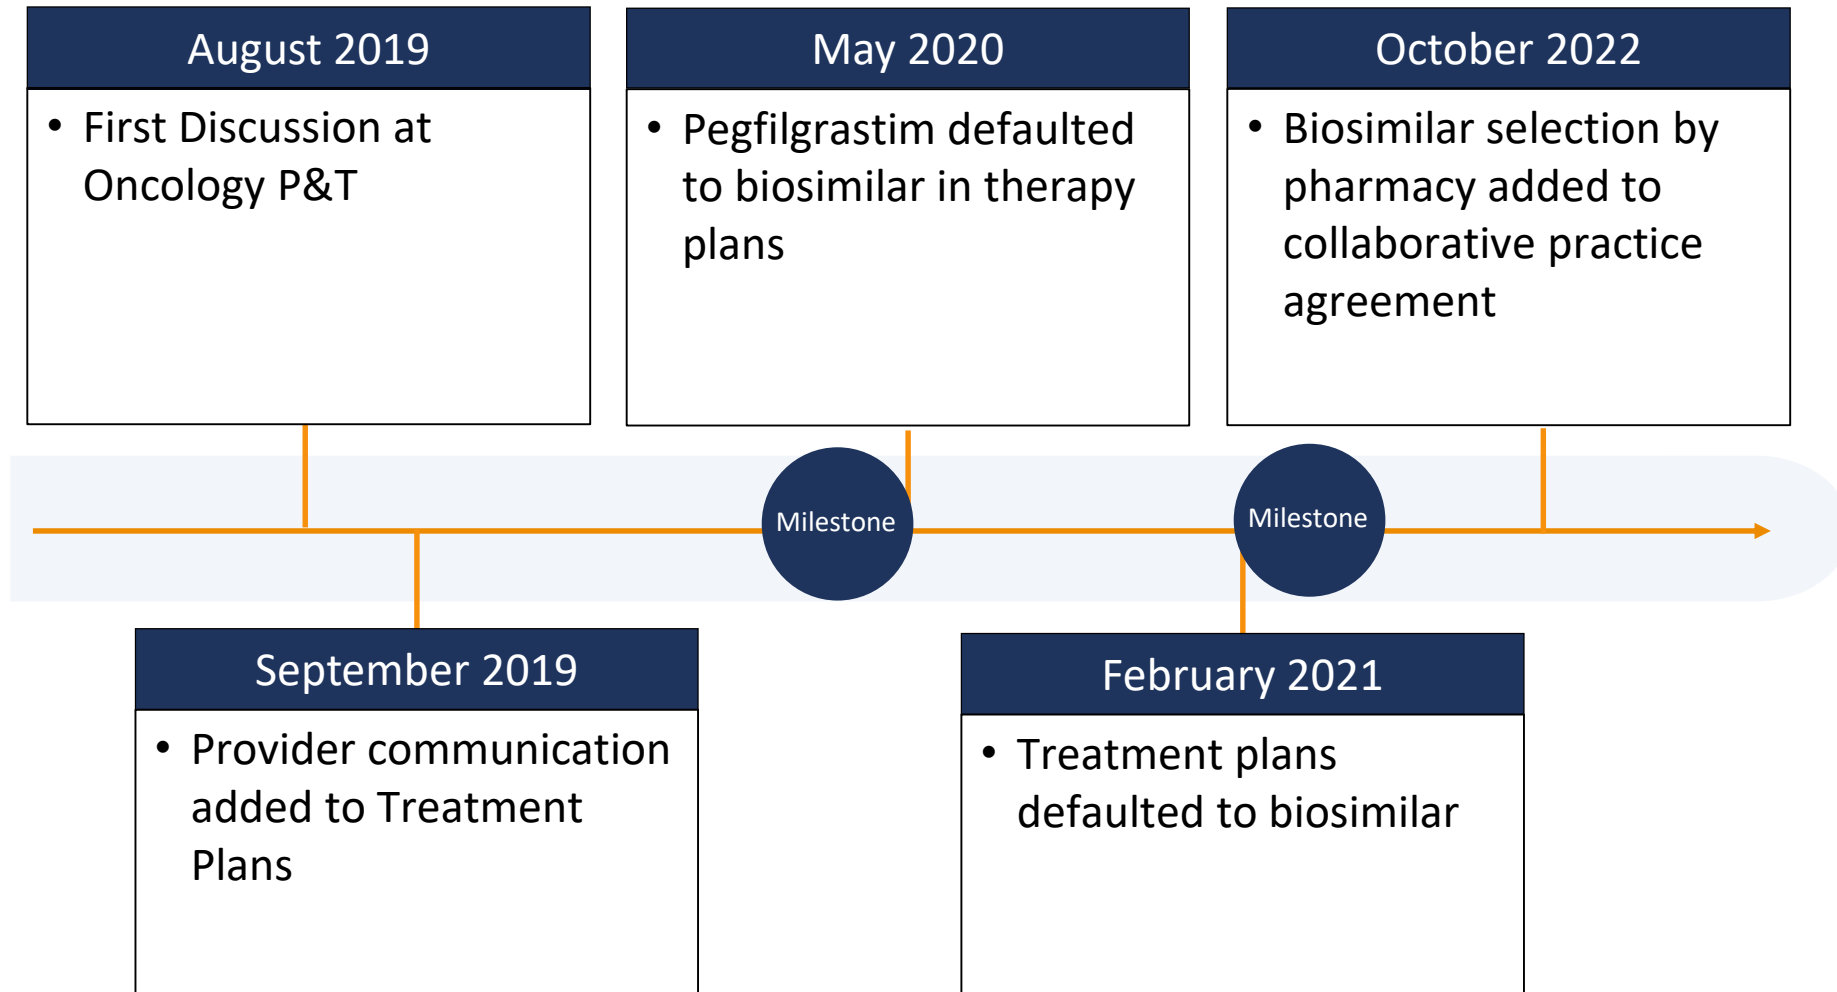 August 2019
• First Discussion at
Oncology P&T
May 2020
• Pegfilgrastim defaulted
to biosimilar in therapy
plans
October 2022
• Biosimilar selection by
pharmacy added to
collaborative practice
agreement
Milestone
Milestone
September 2019
• Provider communication
added to Treatment
Plans
February 2021
• Treatment plans
defaulted to biosimilar